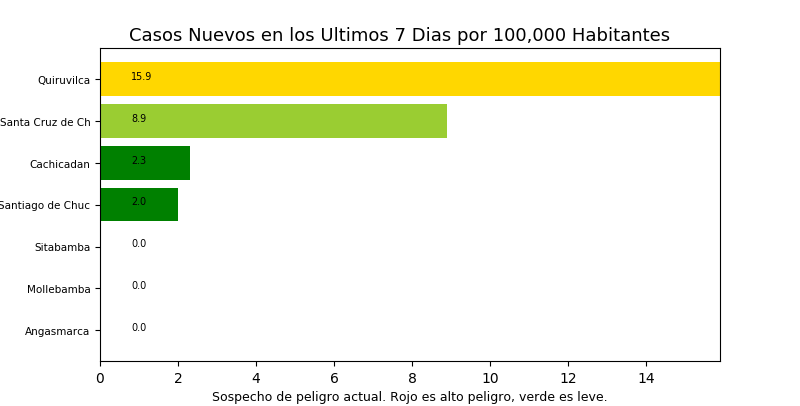 Casos Nuevos en los Ultimos 7 Dias por 100,000 Habitantes
Quiruvilca 15.9
Santa Cruz de Ch 8.9
Cachicadan 2.3
Santiago de Chuc 2.0
Sitabamba 0.0
Mollebamba 0.0
Angasmarca 0.0
0 2 4 6 8 10 12 14
Sospecho de peligro actual. Rojo es alto peligro, verde es leve.